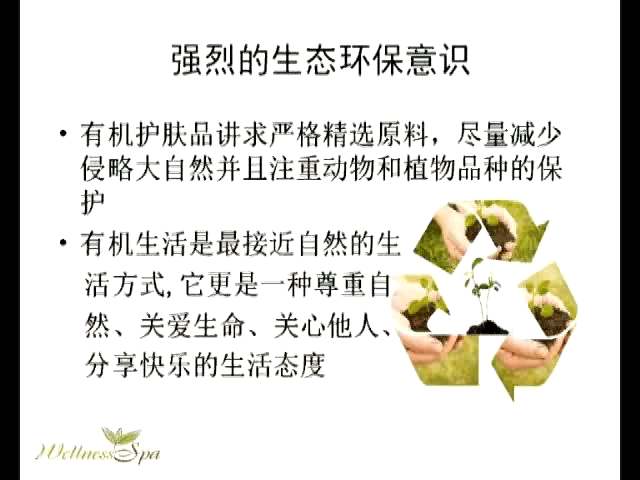 强烈的生态环保意识
• 有机护肤品讲求严格精选原料，尽量减少
侵略大自然并且注重动物和植物品种的保
护
• 有机生活是最接近自然的生
活方式,它更是一种尊重自
然、关爱生命、关心他人、
分享快乐的生活态度
Wellness Spa